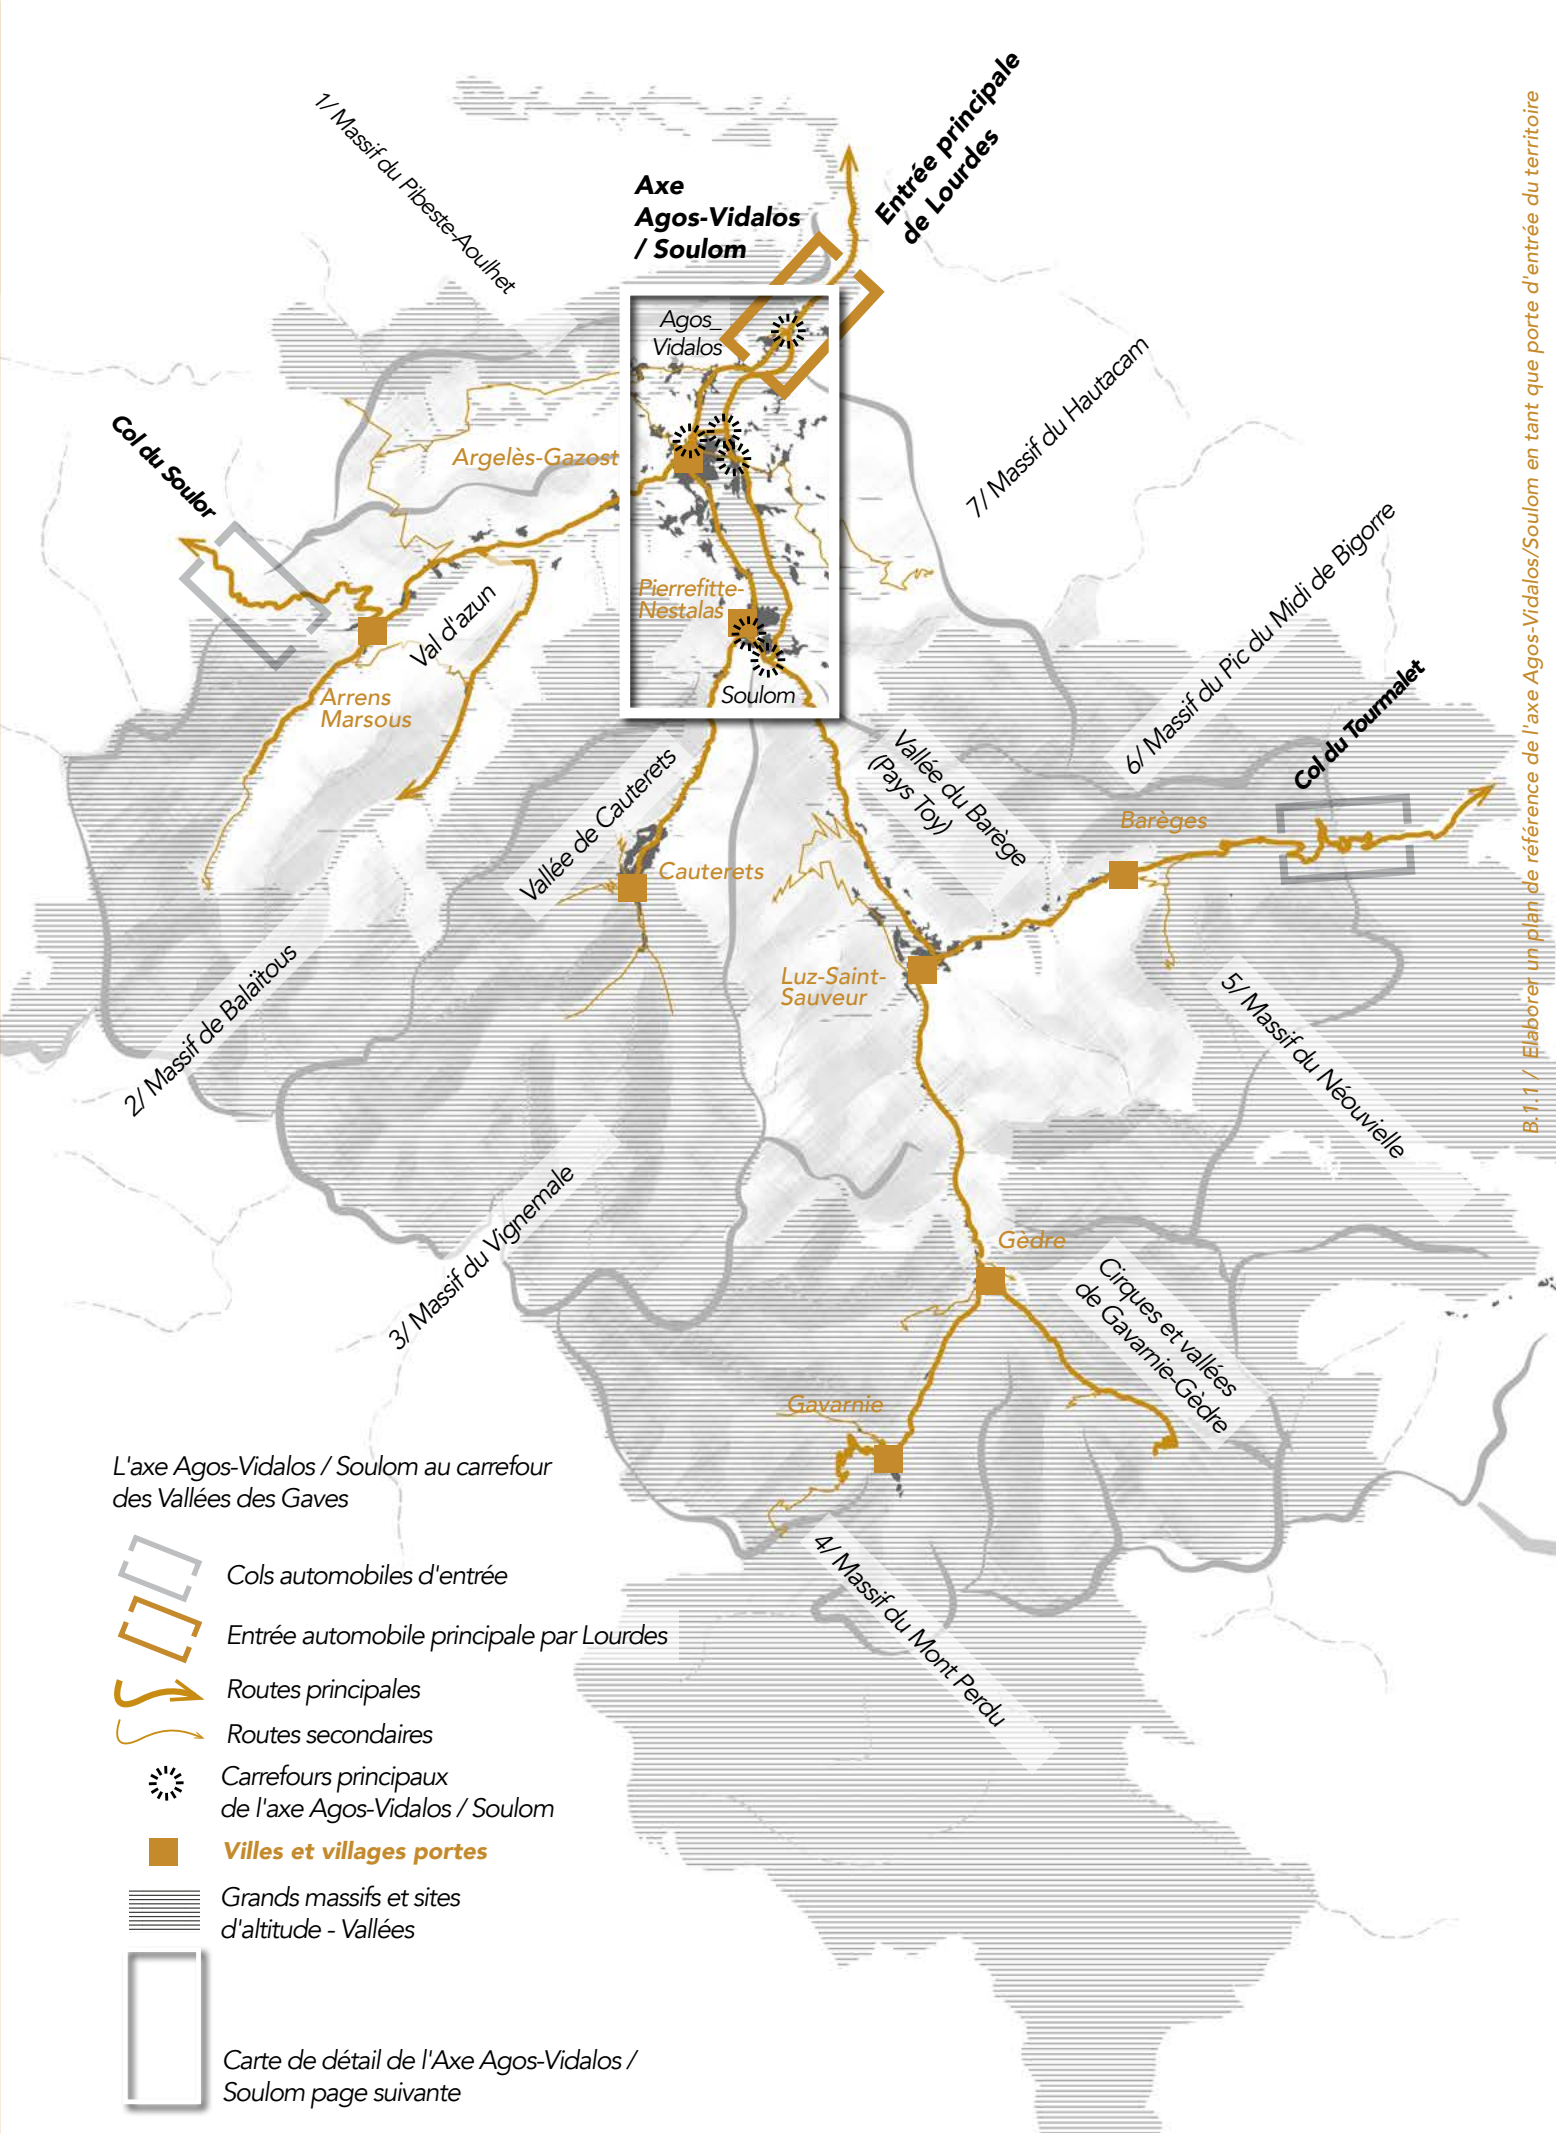 1/ Massif du Pibeste-Aoulhet
Entrée principale
de Lourdes
Axe
Agos-Vidalos
/ Soulom
Agos_
Vidalos
7/ Massif du Hautacam
Col du Soulor
Argelès-Gazost
Pierrefitte-
Nestalas
Soulom
Val d'azun
Arrens
Marsous
6/ Massif du Pic du Midi de Bigorre
Col du Tourmalet
Vallée de Cauterets
Cauterets
Vallée du Barège
(Pays Toy)
Barèges
Luz-Saint-
Sauveur
2/ Massif de Balaïtous
5/ Massif du Néouvielle
3/ Massif du Vignemale
Gèdre
Cirques et vallées
de Gavarnie-Gèdre
Gavarnie
4/ Massif du Mont Perdu
L'axe Agos-Vidalos / Soulom au carrefour
des Vallées des Gaves
Cols automobiles d'entrée
Entrée automobile principale par Lourdes
Routes principales
Routes secondaires
Carrefours principaux
de l'axe Agos-Vidalos / Soulom
Villes et villages portes
Grands massifs et sites
d'altitude - Vallées
Carte de détail de l'Axe Agos-Vidalos /
Soulom page suivante
B.1.1 / Elaborer un plan de référence de l'axe Agos-Vidalos/Soulom en tant que porte d'entrée du territoire